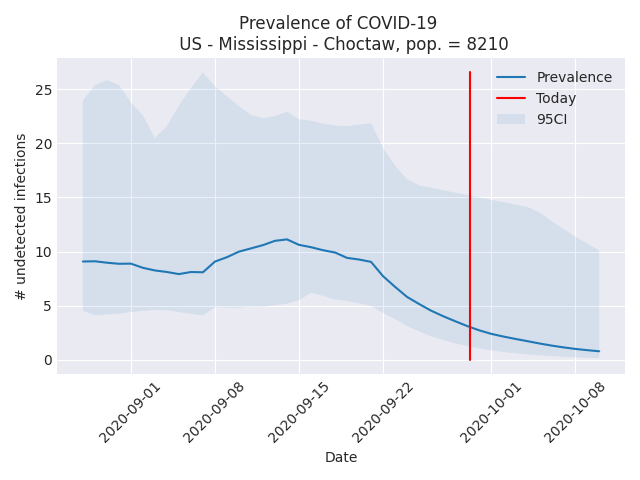 Prevalence of COVID-19
US - Mississippi - Choctaw, pop. = 8210
Prevalence
Today
95CI
# undetected infections
25
20
15
10
5
0
2020-09-01
2020-09-08
2020-09-15
2020-09-22
2020-10-01
2020-10-08
Date